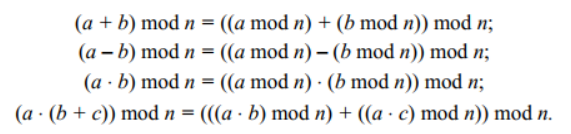 (a + b) mod n = ((a mod n) + (b mod n)) mod n;
(a – b) mod n = ((a mod n) – (b mod n)) mod n;
(a · b) mod n = ((a mod n) · (b mod n)) mod n;
(a · (b + c)) mod n = (((a · b) mod n) + ((a · c) mod n)) mod n.